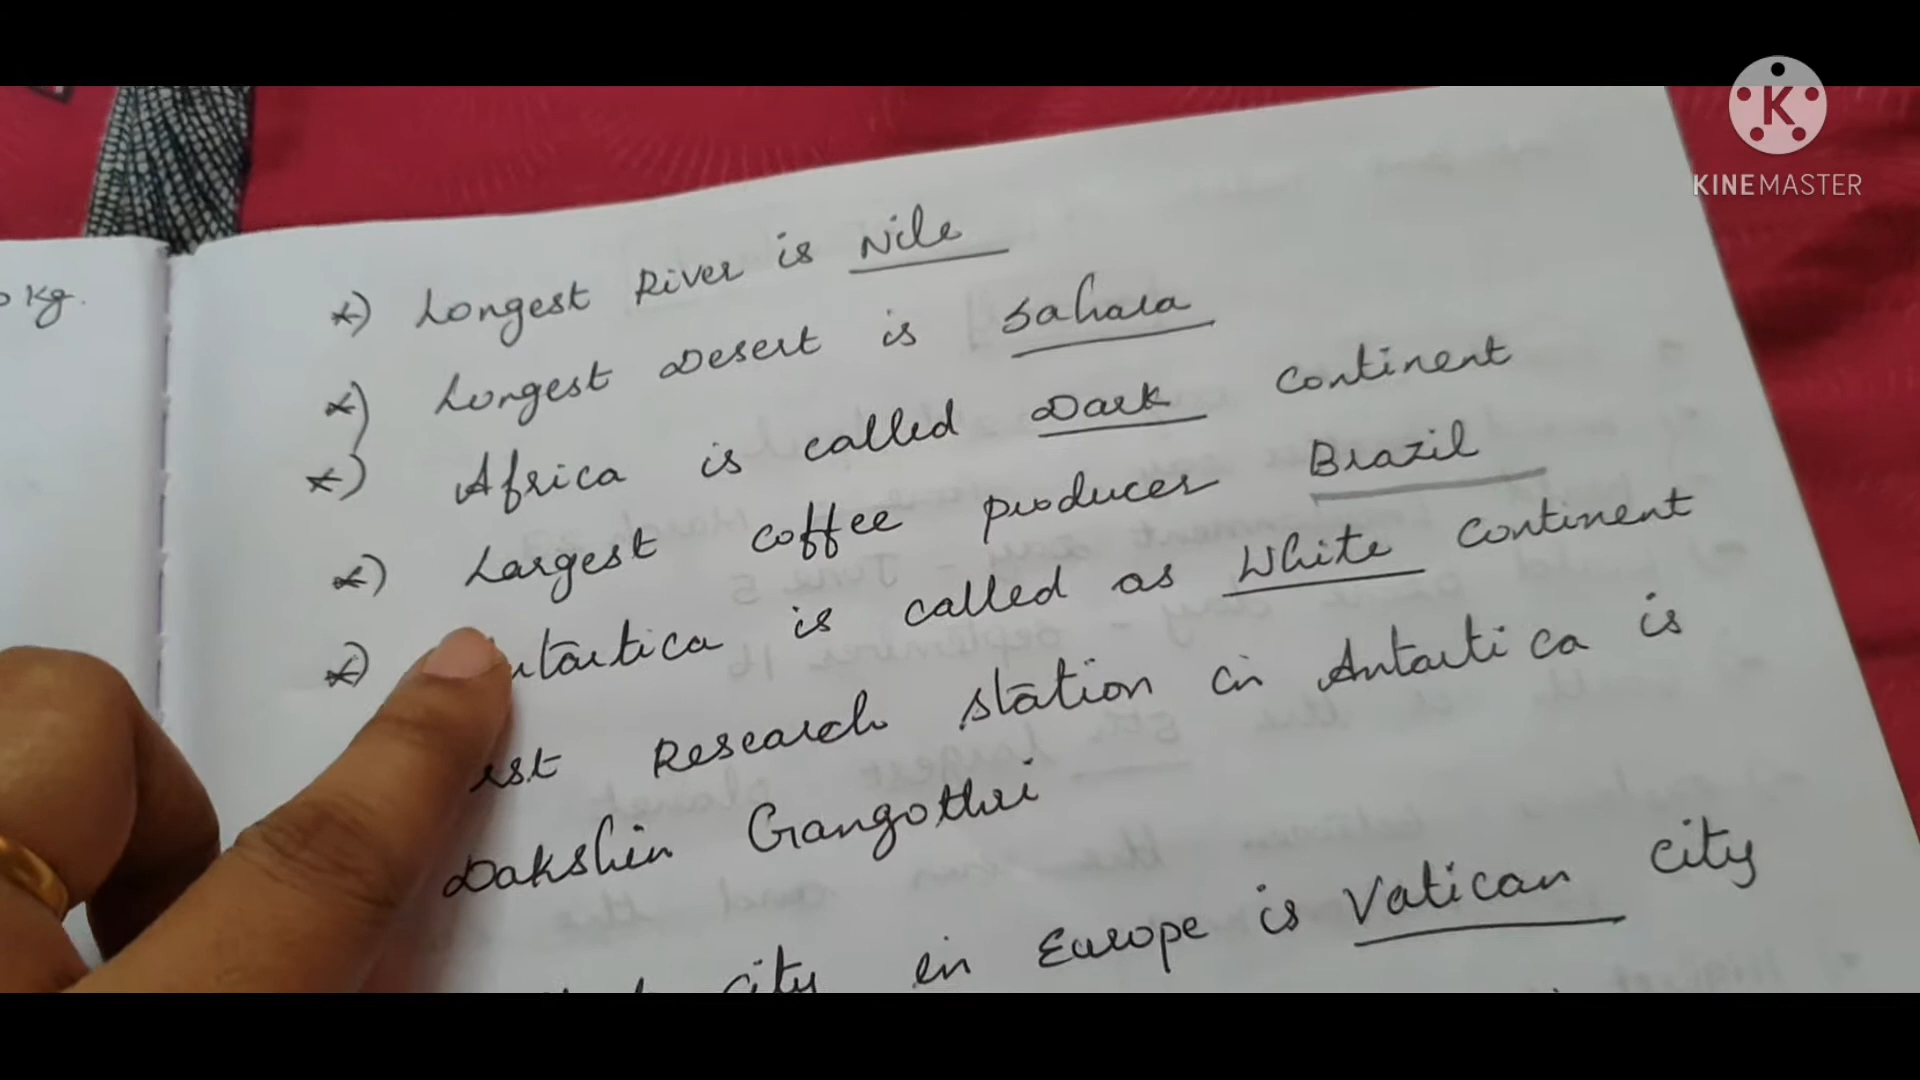 K
KINEMASTER
Kg.
*) Longest River is Nile
*) Longest Desert is Sahara
*) Africa is called Dark continent
*) Largest coffee producer Brazil
*) is called as White continent
Research station in Antartica is
Dakshin Gangothri
city in Europe is Vatican city